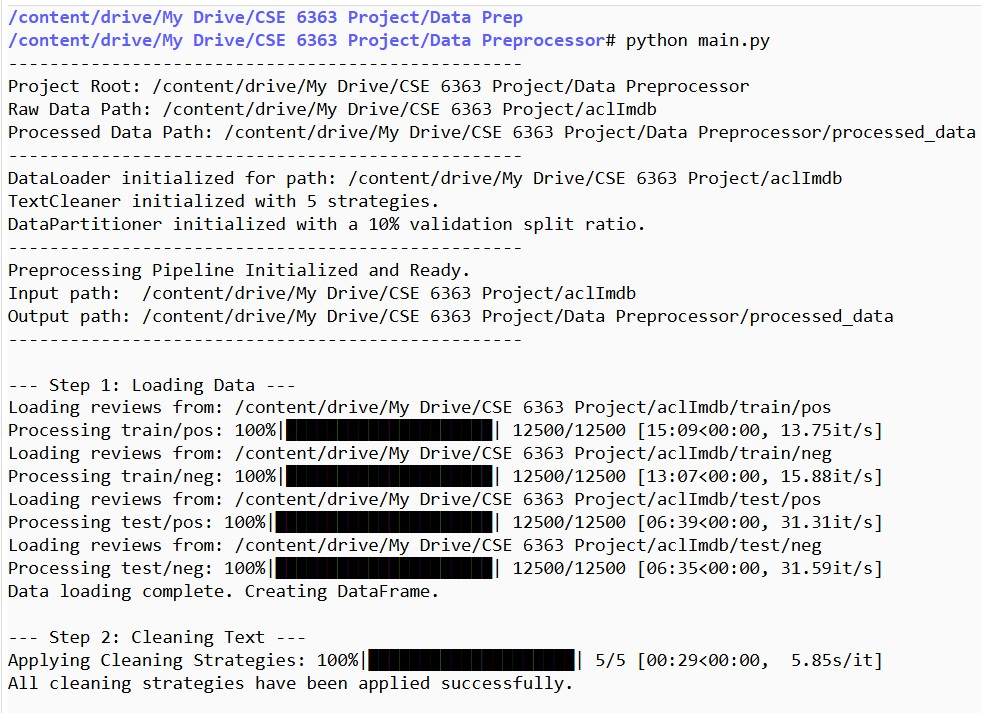 /content/drive/My Drive/CSE 6363 Project/Data Prep
/content/drive/My Drive/CSE 6363 Project/Data Preprocessor# python main.py
--------------------------------------------------
Project Root: /content/drive/My Drive/CSE 6363 Project/Data Preprocessor
Raw Data Path: /content/drive/My Drive/CSE 6363 Project/aclImdb
Processed Data Path: /content/drive/My Drive/CSE 6363 Project/Data Preprocessor/processed_data
--------------------------------------------------
DataLoader initialized for path: /content/drive/My Drive/CSE 6363 Project/aclImdb
TextCleaner initialized with 5 strategies.
DataPartitioner initialized with a 10% validation split ratio.
--------------------------------------------------
Preprocessing Pipeline Initialized and Ready.
Input path:  /content/drive/My Drive/CSE 6363 Project/aclImdb
Output path: /content/drive/My Drive/CSE 6363 Project/Data Preprocessor/processed_data
--------------------------------------------------

--- Step 1: Loading Data ---
Loading reviews from: /content/drive/My Drive/CSE 6363 Project/aclImdb/train/pos
Processing train/pos: 100%|████████████████████| 12500/12500 [15:09<00:00, 13.75it/s]
Loading reviews from: /content/drive/My Drive/CSE 6363 Project/aclImdb/train/neg
Processing train/neg: 100%|████████████████████| 12500/12500 [13:07<00:00, 15.88it/s]
Loading reviews from: /content/drive/My Drive/CSE 6363 Project/aclImdb/test/pos
Processing test/pos: 100%|█████████████████████| 12500/12500 [06:39<00:00, 31.31it/s]
Loading reviews from: /content/drive/My Drive/CSE 6363 Project/aclImdb/test/neg
Processing test/neg: 100%|█████████████████████| 12500/12500 [06:35<00:00, 31.59it/s]
Data loading complete. Creating DataFrame.

--- Step 2: Cleaning Text ---
Applying Cleaning Strategies: 100%|████████████████████| 5/5 [00:29<00:00,  5.85s/it]
All cleaning strategies have been applied successfully.